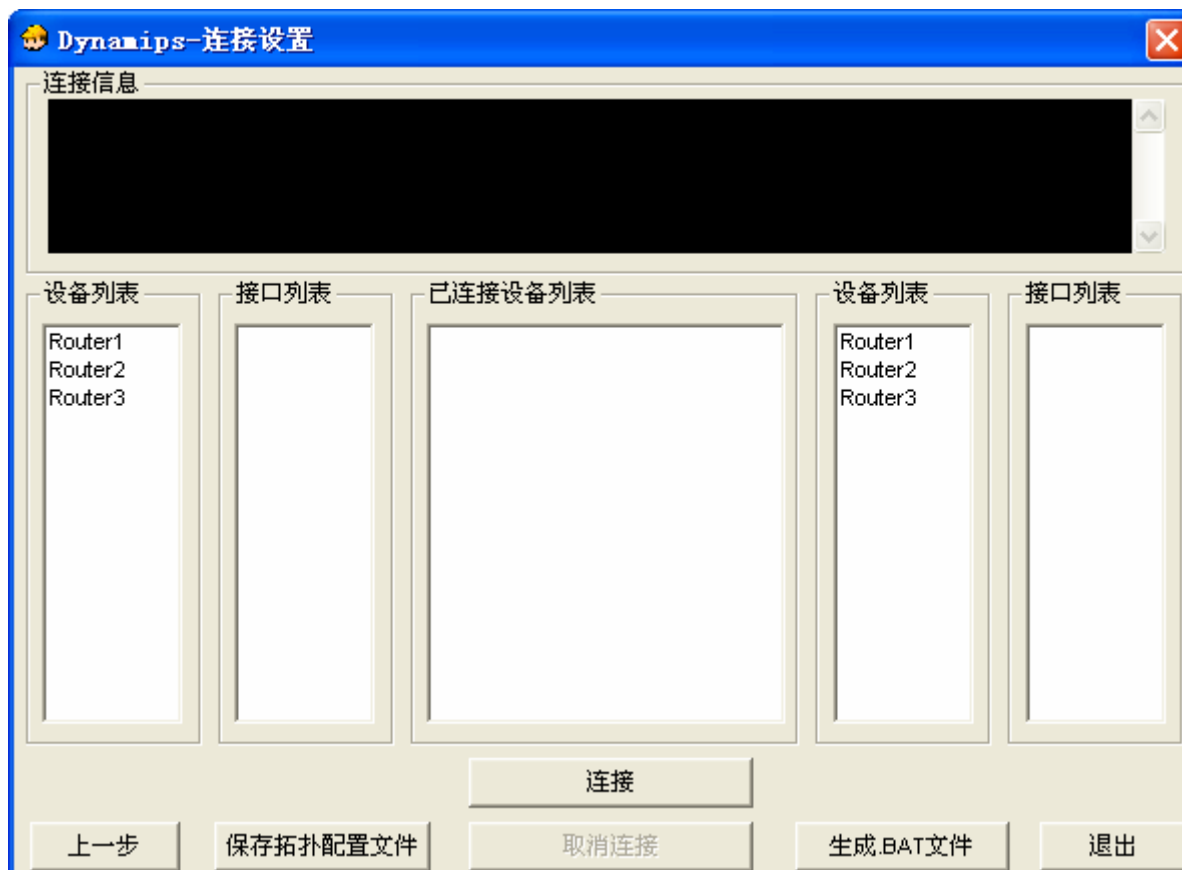 Dynamips-连接设置
连接信息
设备列表
接口列表
已连接设备列表
设备列表
接口列表
Router1
Router2
Router3
Router1
Router2
Router3
连接
上一步
保存拓扑配置文件
取消连接
生成.BAT文件
退出